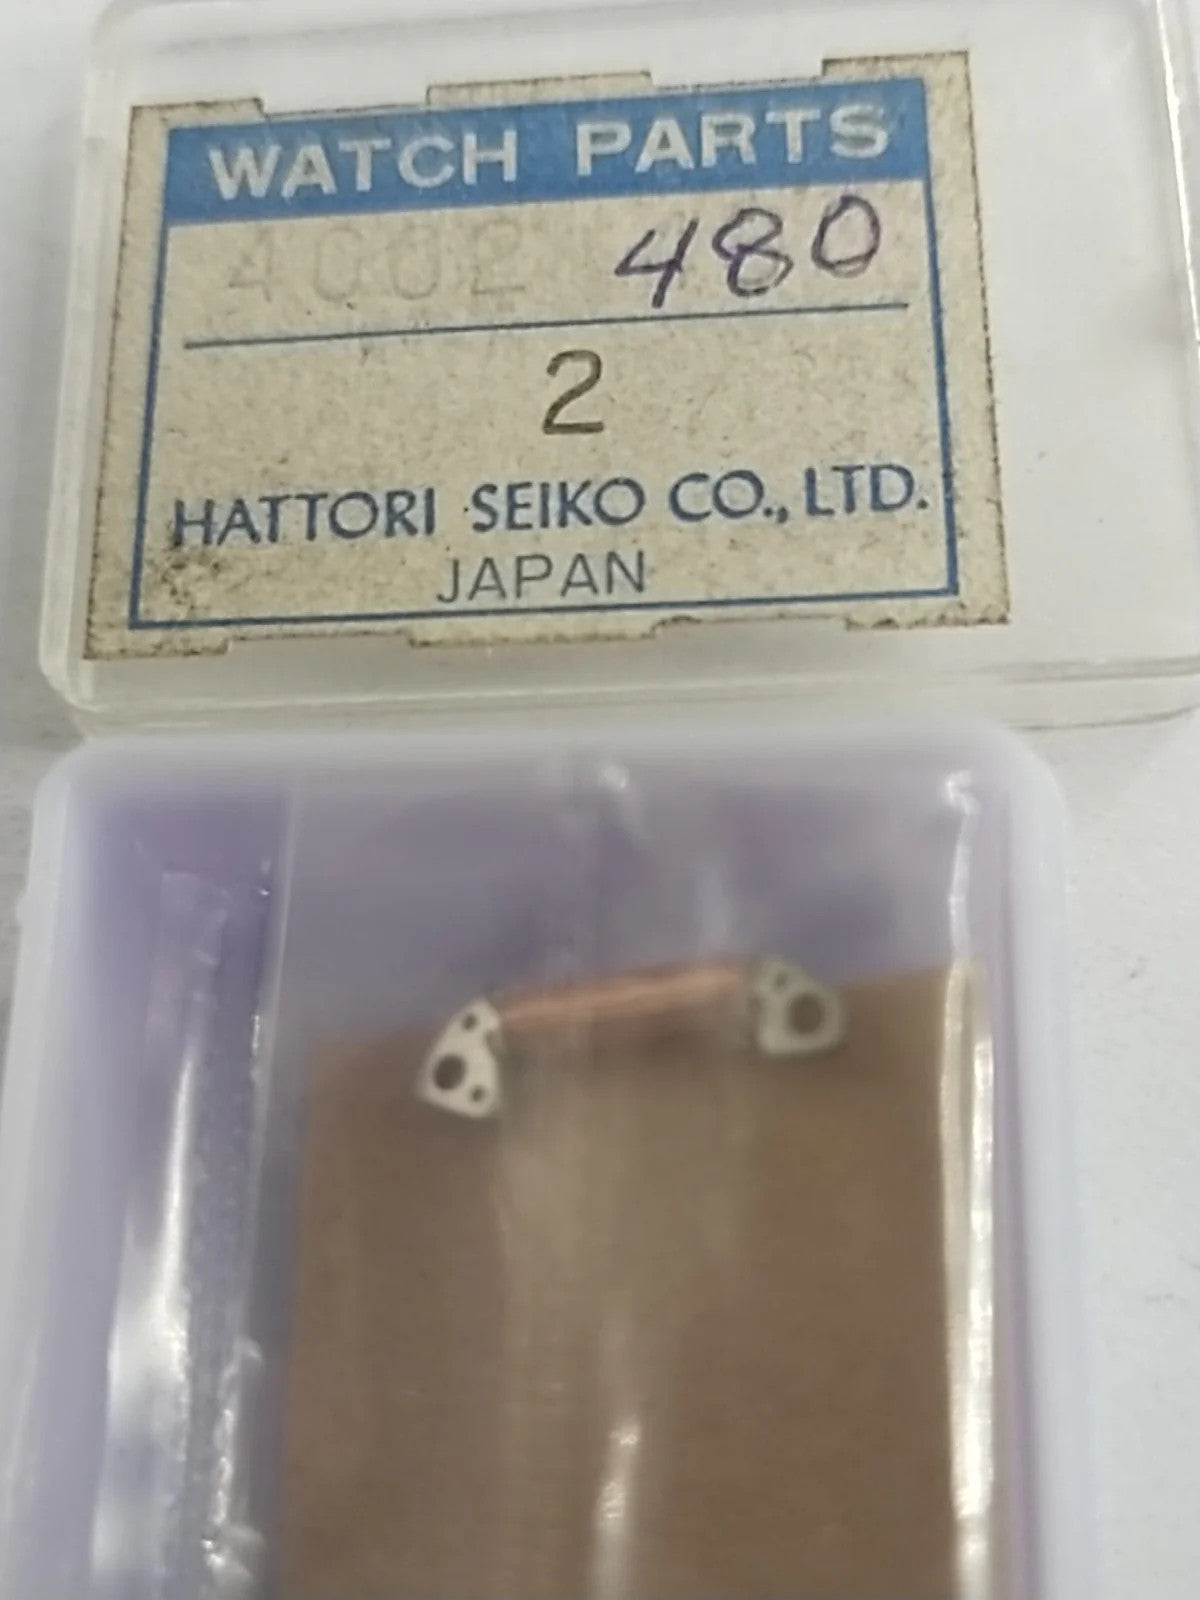 WATCH PARTS
4002 480
2
HATTORI SEIKO CO., LTD.
JAPAN